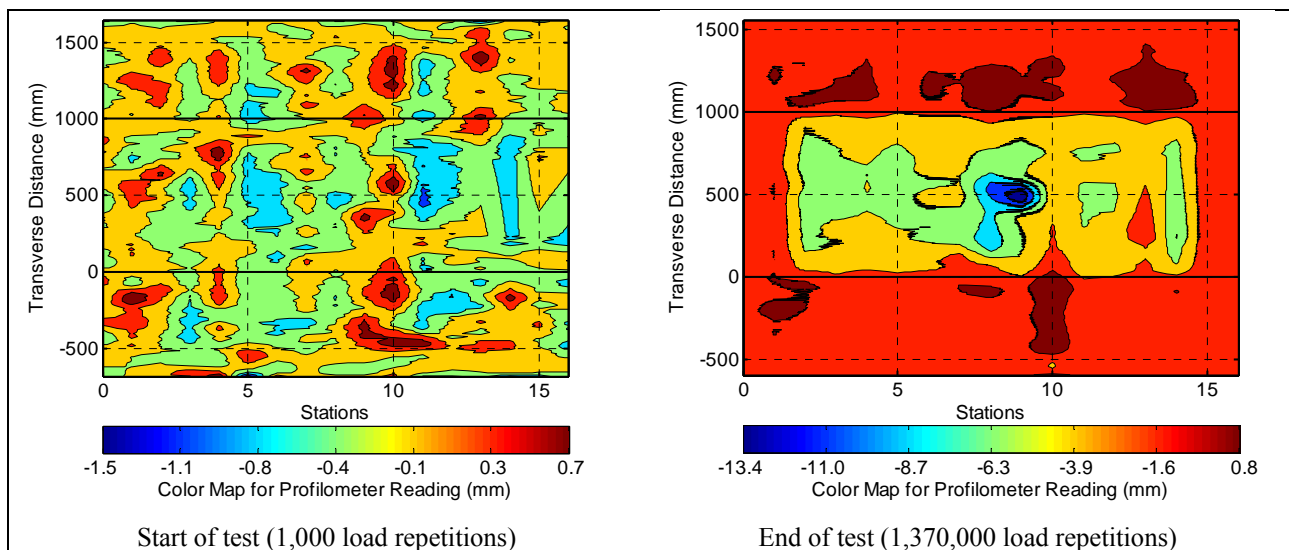 1500
1000
500
0
-500
Transverse Distance (mm)
0 5 10 15
Stations
-1.5 -1.1 -0.8 -0.4 -0.1 0.3 0.7
Color Map for Profilometer Reading (mm)
Start of test (1,000 load repetitions)
1500
1000
500
0
-500
Transverse Distance (mm)
0 5 10 15
Stations
-13.4 -11.0 -8.7 -6.3 -3.9 -1.6 0.8
Color Map for Profilometer Reading (mm)
End of test (1,370,000 load repetitions)